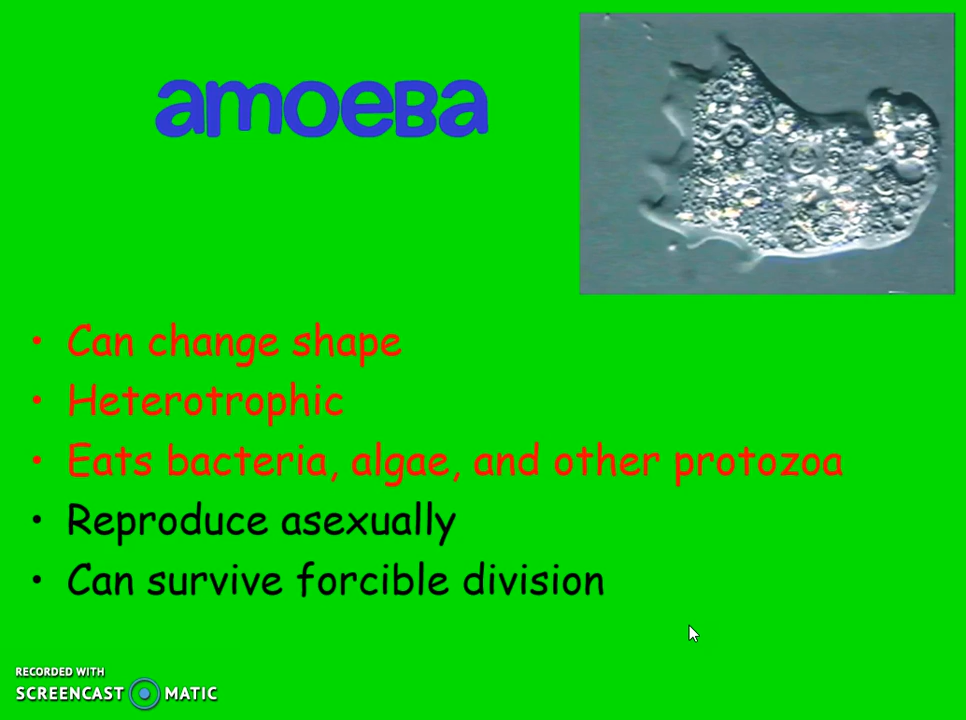 amoeBa
• Can change shape
• Heterotrophic
• Eats bacteria, algae, and other protozoa
• Reproduce asexually
• Can survive forcible division
RECORDED WITH
SCREENCAST MATIC